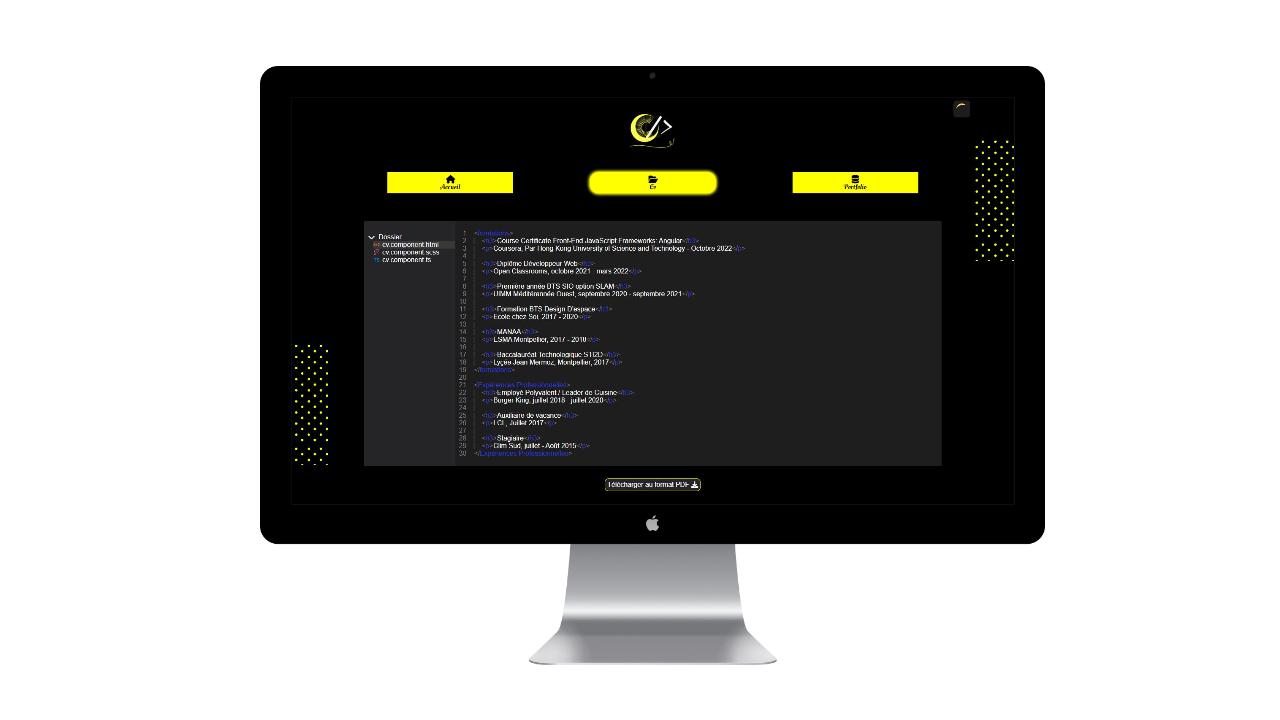 Accueil
Cv
Portfolio
Dossier
cv.component.html
cv.component.scss
cv.component.ts
1 <formations>
2 <h3>Course Certificate Front-End JavaScript Frameworks: Angular</h3>
3 <p>Coursera, Par Hong Kong University of Science and Technology - Octobre 2022</p>
4
5 <h3>Diplôme Développeur Web</h3>
6 <p>Open Classrooms, octobre 2021 - mars 2022</p>
7
8 <h3>Première année BTS SIO option SLAM</h3>
9 <p>UIMM Méditérannée Ouest, septembre 2020 - septembre 2021</p>
10
11 <h3>Formation BTS Design D'espace</h3>
12 <p>Ecole chez Soi, 2017 - 2020</p>
13
14 <h3>MANAA</h3>
15 <p>ESMA Montpellier, 2017 - 2018</p>
16
17 <h3>Baccalauréat Technologique STI2D</h3>
18 <p>Lyçée Jean Mermoz, Montpellier, 2017</p>
19 </formations>
20
21 <Expériences Professionnelles>
22 <h3>Employé Polyvalent / Leader de Cuisine</h3>
23 <p>Burger King, juillet 2018 - juillet 2020</p>
24
25 <h3>Auxiliaire de vacance</h3>
26 <p>LCL, Juillet 2017</p>
27
28 <h3>Stagiaire</h3>
29 <p>Clim Sud, juillet - Août 2015</p>
30 </Expériences Professionnelles>
Télécharger au format PDF